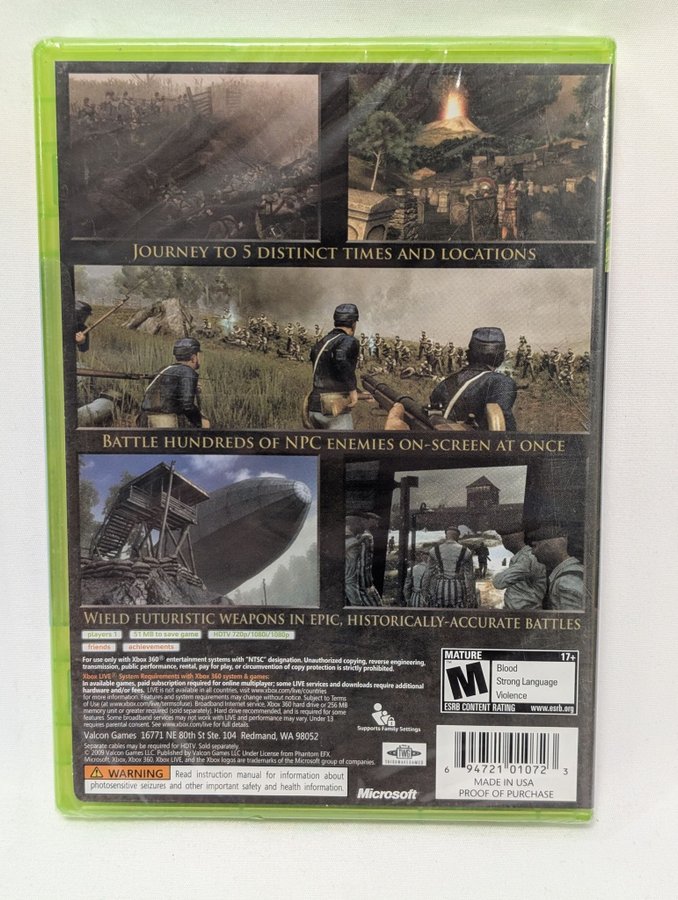 JOURNEY TO 5 DISTINCT TIMES AND LOCATIONS
BATTLE HUNDREDS OF NPC ENEMIES ON-SCREEN AT ONCE
WIELD FUTURISTIC WEAPONS IN EPIC, HISTORICALLY-ACCURATE BATTLES
players 1 51 MB to save game HDTV 720p/1080i/1080p
friends achievements
For use only with Xbox 360® entertainment systems with "NTSC" designation. Unauthorized copying, reverse engineering,
transmission, public performance, rental, pay for play, or circumvention of copy protection is strictly prohibited.
Xbox LIVE® System Requirements with Xbox 360 system & games:
In available games, paid subscription required for online multiplayer; some LIVE services and downloads require additional
hardware and/or fees. LIVE is not available in all countries, visit www.xbox.com/live/countries
for more information. Features and system requirements may change without notice. Subject to Terms
of Use (at www.xbox.com/live/termsofuse). Broadband Internet service, Xbox 360 hard drive or 256 MB
memory unit or greater required (sold separately). Hard drive recommended, and is required for some
features. Some broadband services may not work with LIVE and performance may vary. Under 13
requires parental consent. See www.xbox.com/live for full details.
Valcon Games 16771 NE 80th St Ste. 104 Redmand, WA 98052
Separate cables may be required for HDTV. Sold separately.
© 2009 Valcon Games LLC. Published by Valcon Games LLC Under License from Phantom EFX.
Microsoft, Xbox, Xbox 360, Xbox LIVE, and the Xbox logos are trademarks of the Microsoft group of companies.
WARNING Read instruction manual for information about
photosensitive seizures and other important safety and health information.
Supports Family Settings
TWG
Microsoft
MATURE 17+
M
Blood
Strong Language
Violence
ESRB CONTENT RATING www.esrb.org
6 94721 01072 3
MADE IN USA
PROOF OF PURCHASE